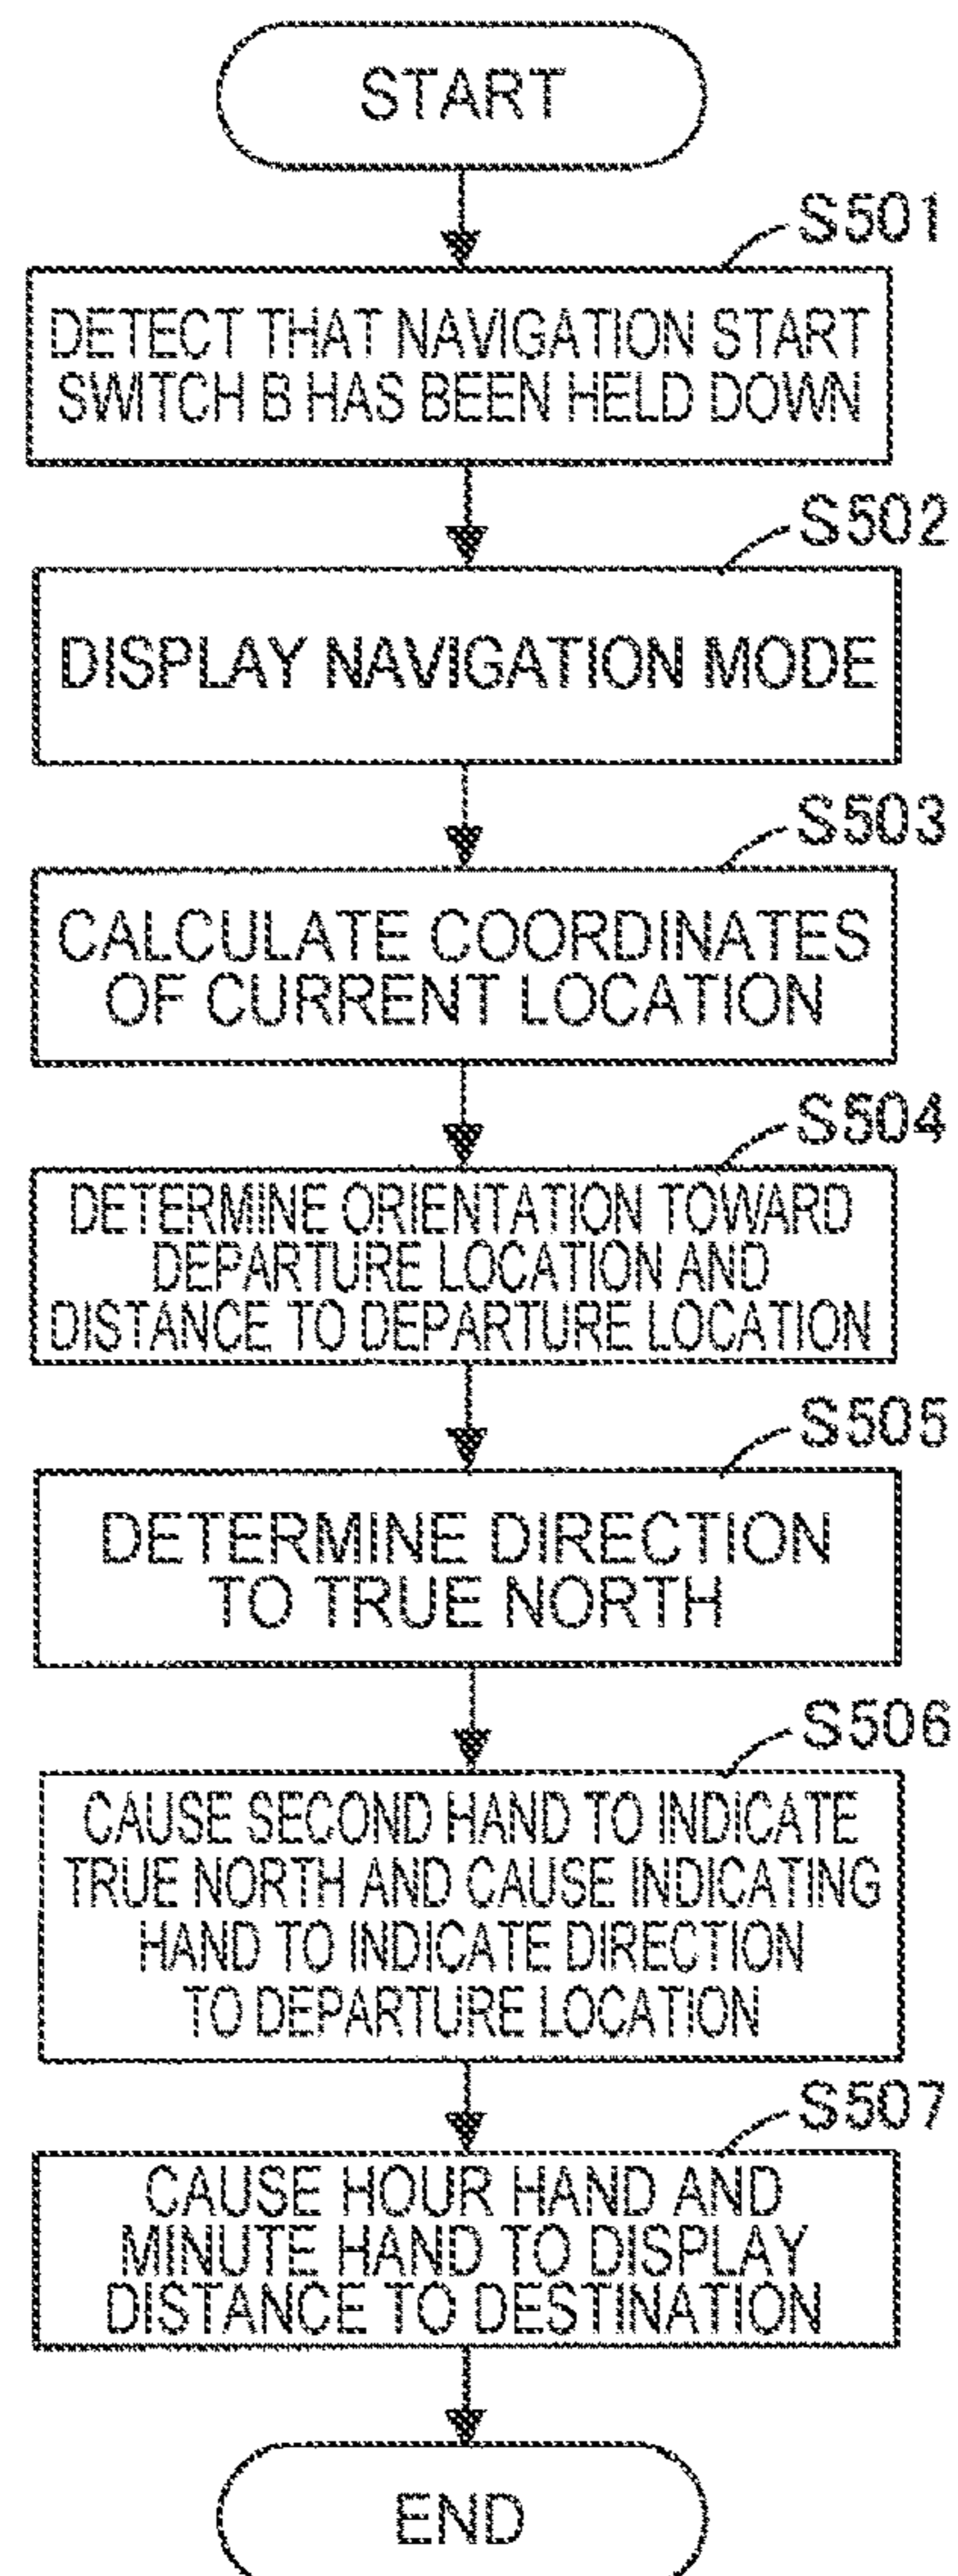 START
S501
DETECT THAT NAVIGATION START
SWITCH B HAS BEEN HELD DOWN
S502
DISPLAY NAVIGATION MODE
S503
CALCULATE COORDINATES
OF CURRENT LOCATION
S504
DETERMINE ORIENTATION TOWARD
DEPARTURE LOCATION AND
DISTANCE TO DEPARTURE LOCATION
S505
DETERMINE DIRECTION
TO TRUE NORTH
S506
CAUSE SECOND HAND TO INDICATE
TRUE NORTH AND CAUSE INDICATING
HAND TO INDICATE DIRECTION
TO DEPARTURE LOCATION
S507
CAUSE HOUR HAND AND
MINUTE HAND TO DISPLAY
DISTANCE TO DESTINATION
END